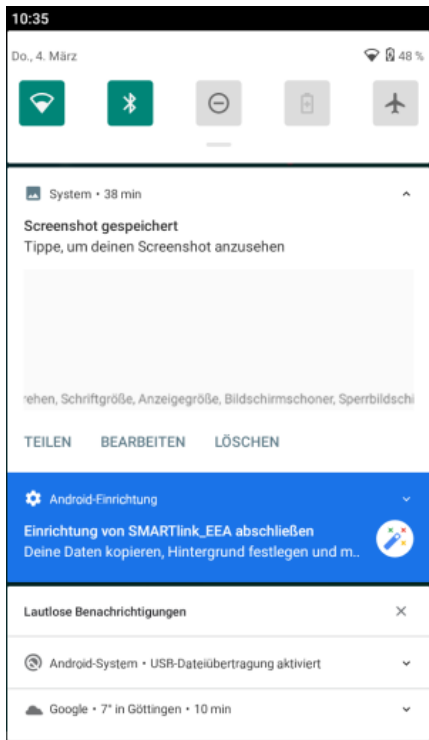 10:35
Do., 4. März 48 %
System • 38 min
Screenshot gespeichert
Tippe, um deinen Screenshot anzusehen
rehen, Schriftgröße, Anzeigegröße, Bildschirmschoner, Sperrbildschi
TEILEN BEARBEITEN LÖSCHEN
Android-Einrichtung
Einrichtung von SMARTlink_EEA abschließen
Deine Daten kopieren, Hintergrund festlegen und m..
Lautlose Benachrichtigungen
Android-System • USB-Dateiübertragung aktiviert
Google • 7° in Göttingen • 10 min